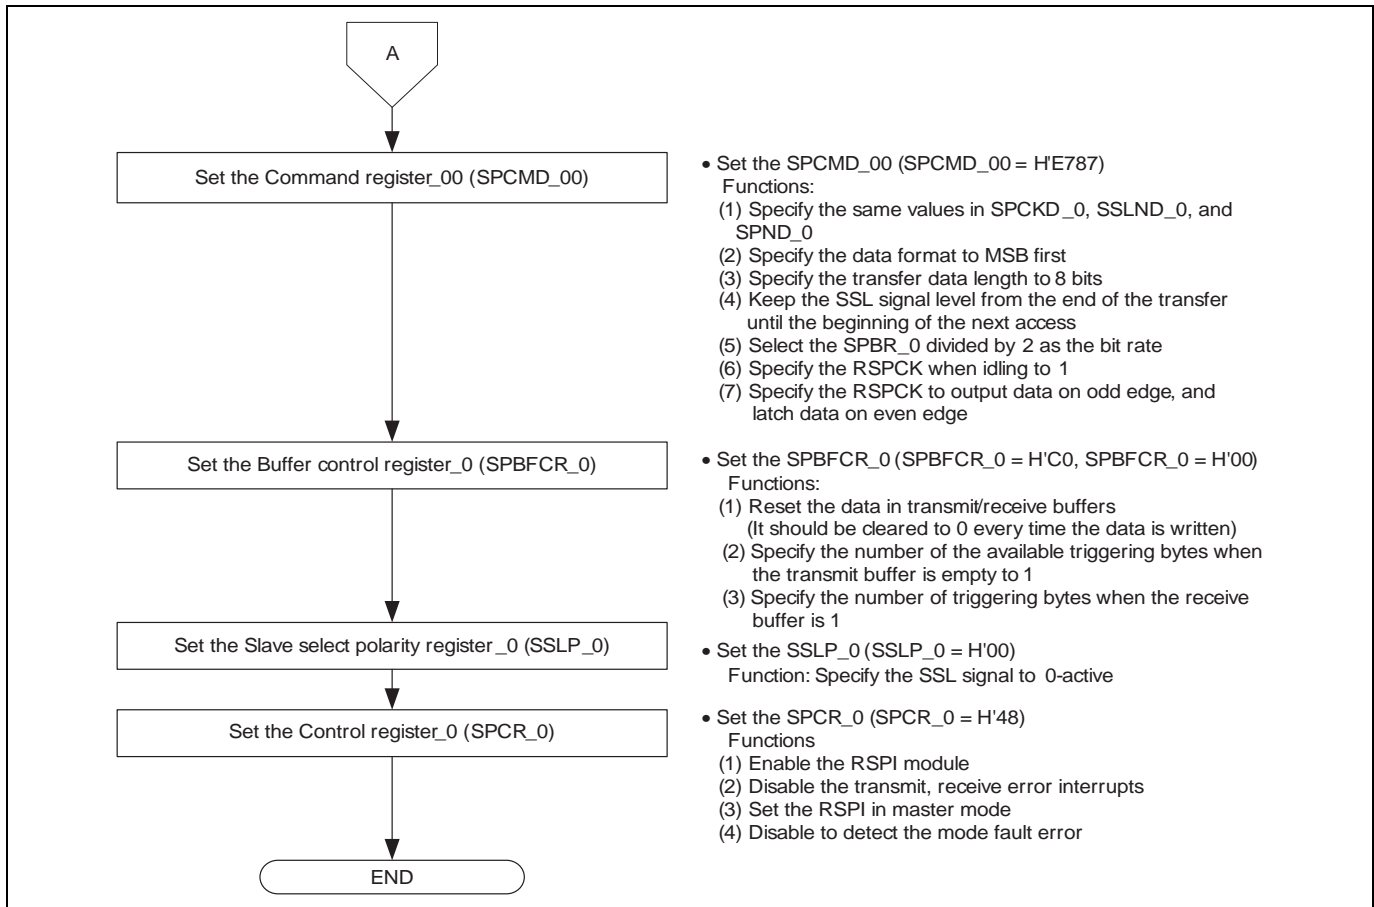 A
Set the Command register_00 (SPCMD_00)
• Set the SPCMD_00 (SPCMD_00 = H'E787)
Functions:
(1) Specify the same values in SPCKD_0, SSLND_0, and
SPND_0
(2) Specify the data format to MSB first
(3) Specify the transfer data length to 8 bits
(4) Keep the SSL signal level from the end of the transfer
until the beginning of the next access
(5) Select the SPBR_0 divided by 2 as the bit rate
(6) Specify the RSPCK when idling to 1
(7) Specify the RSPCK to output data on odd edge, and
latch data on even edge
Set the Buffer control register_0 (SPBFCR_0)
• Set the SPBFCR_0 (SPBFCR_0 = H'C0, SPBFCR_0 = H'00)
Functions:
(1) Reset the data in transmit/receive buffers
(It should be cleared to 0 every time the data is written)
(2) Specify the number of the available triggering bytes when
the transmit buffer is empty to 1
(3) Specify the number of triggering bytes when the receive
buffer is 1
Set the Slave select polarity register_0 (SSLP_0)
• Set the SSLP_0 (SSLP_0 = H'00)
Function: Specify the SSL signal to 0-active
Set the Control register_0 (SPCR_0)
• Set the SPCR_0 (SPCR_0 = H'48)
Functions
(1) Enable the RSPI module
(2) Disable the transmit, receive error interrupts
(3) Set the RSPI in master mode
(4) Disable to detect the mode fault error
END